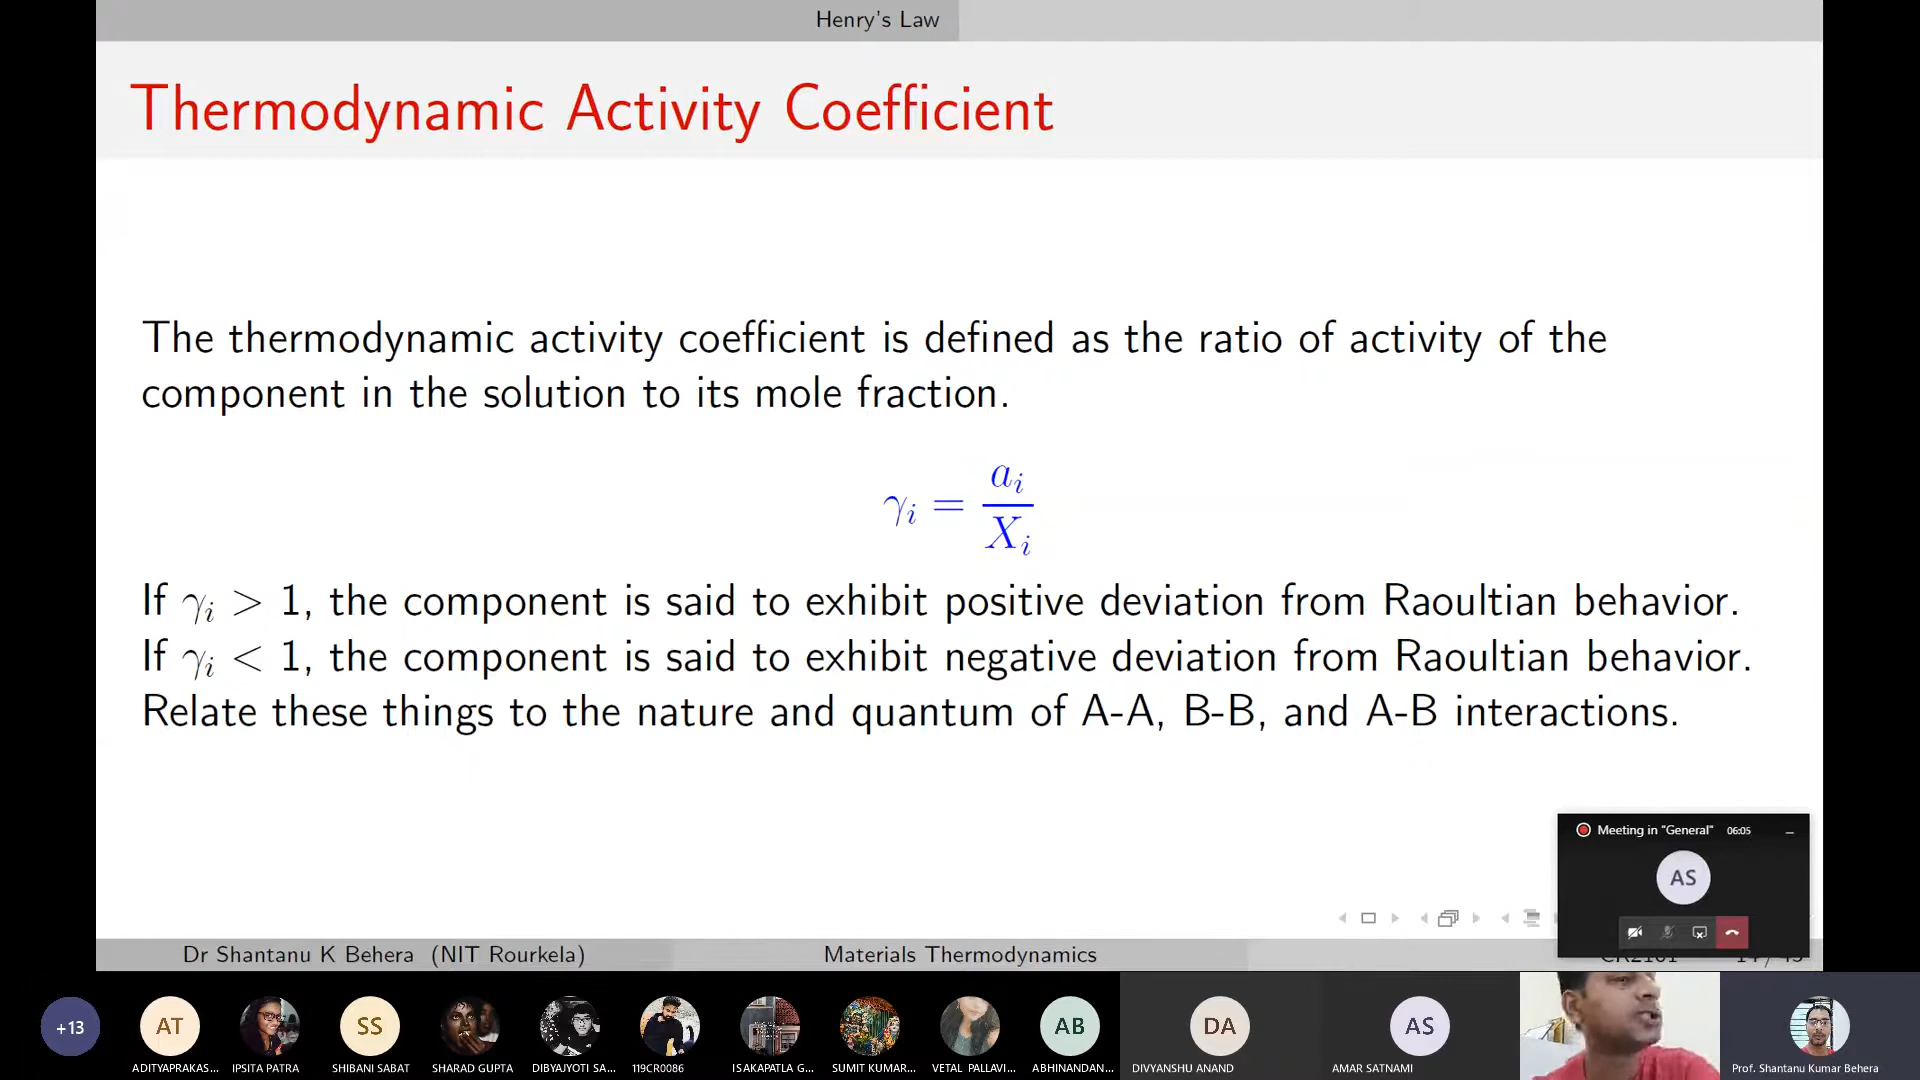 Henry's Law
Thermodynamic Activity Coefficient
The thermodynamic activity coefficient is defined as the ratio of activity of the
component in the solution to its mole fraction.
γᵢ = aᵢ / Xᵢ
If γᵢ > 1, the component is said to exhibit positive deviation from Raoultian behavior.
If γᵢ < 1, the component is said to exhibit negative deviation from Raoultian behavior.
Relate these things to the nature and quantum of A-A, B-B, and A-B interactions.
Meeting in "General" 06:05
AS
Dr Shantanu K Behera (NIT Rourkela) Materials Thermodynamics
+13
AT
SS
AB
DA
AS
ADITYAPRAKAS... IPSITA PATRA SHIBANI SABAT SHARAD GUPTA DIBYAJYOTI SA... 119CR0086 ISAKAPATLA G... SUMIT KUMAR... VETAL PALLAVI... ABHINANDAN... DIVYANSHU ANAND AMAR SATNAMI Prof. Shantanu Kumar Behera